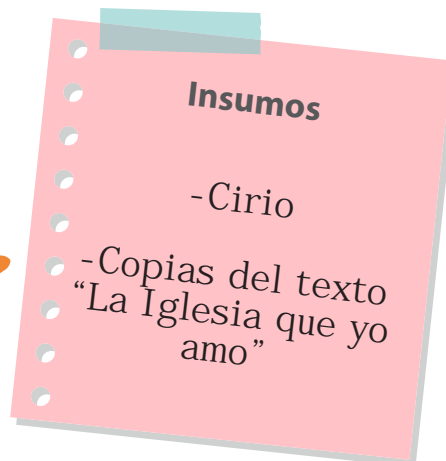 Insumos
-Cirio
-Copias del texto
“La Iglesia que yo
amo”